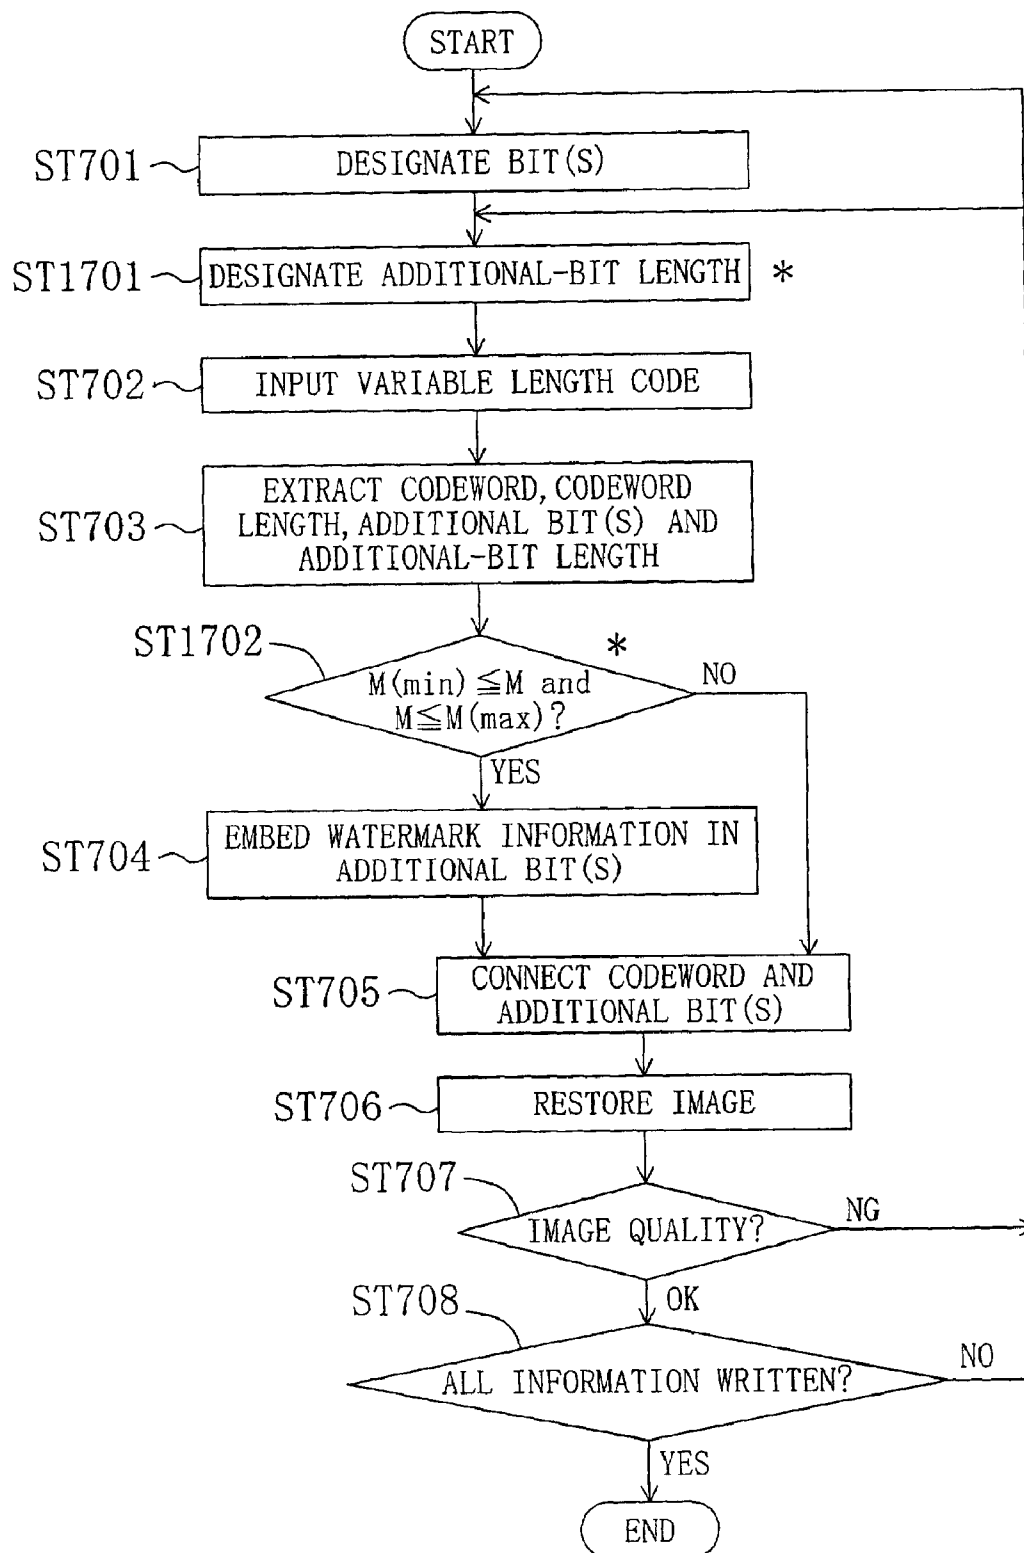 START
ST701
DESIGNATE BIT(S)
ST1701
DESIGNATE ADDITIONAL-BIT LENGTH
*
ST702
INPUT VARIABLE LENGTH CODE
ST703
EXTRACT CODEWORD, CODEWORD
LENGTH, ADDITIONAL BIT(S) AND
ADDITIONAL-BIT LENGTH
ST1702
*
M(min)≦M and
M≦M(max)?
NO
YES
ST704
EMBED WATERMARK INFORMATION IN
ADDITIONAL BIT(S)
ST705
CONNECT CODEWORD AND
ADDITIONAL BIT(S)
ST706
RESTORE IMAGE
ST707
IMAGE QUALITY?
NG
OK
ST708
ALL INFORMATION WRITTEN?
NO
YES
END